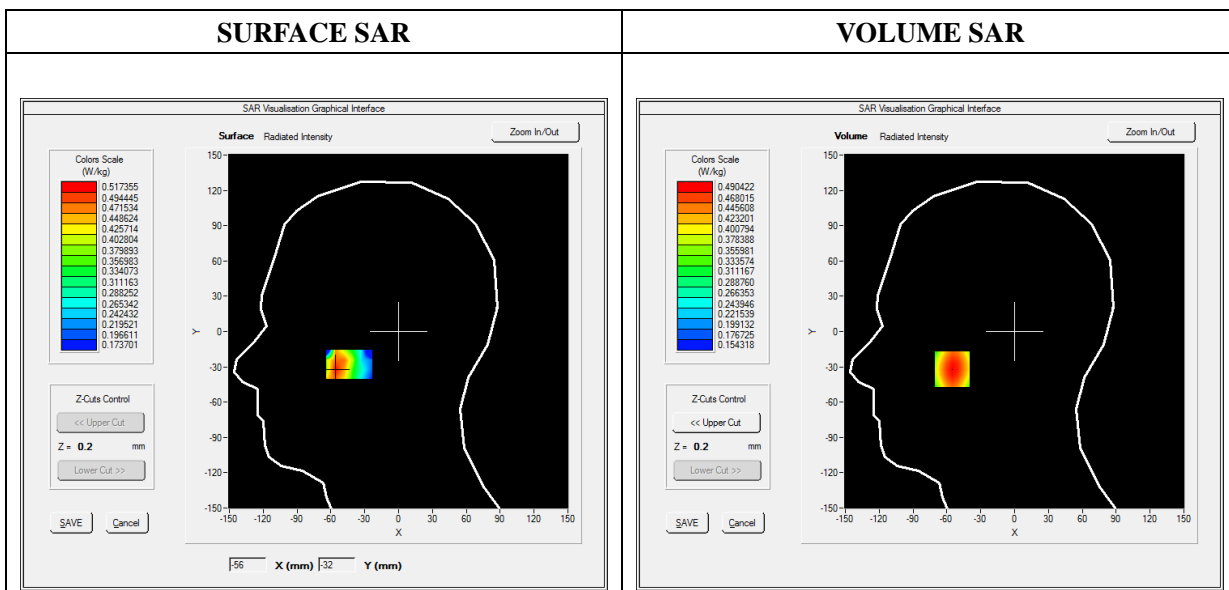 SURFACE SAR
VOLUME SAR
SAR Visualisation Graphical Interface
Surface Radiated Intensity
Zoom In/Out
Colors Scale
(W/kg)
0.517355
0.494445
0.471534
0.448624
0.425714
0.402804
0.379893
0.356983
0.334073
0.311163
0.288252
0.265342
0.242432
0.219521
0.196611
0.173701
Z-Cuts Control
<< Upper Cut
Z = 0.2 mm
Lower Cut >>
SAVE Cancel
150
120
90
60
30
0
-30
-60
-90
-120
-150
Y
-150 -120 -90 -60 -30 0 30 60 90 120 150
X
-56 X (mm) -32 Y (mm)
SAR Visualisation Graphical Interface
Volume Radiated Intensity
Zoom In/Out
Colors Scale
(W/kg)
0.490422
0.468015
0.445608
0.423201
0.400794
0.378388
0.355981
0.333574
0.311167
0.288760
0.266353
0.243946
0.221539
0.199132
0.176725
0.154318
Z-Cuts Control
<< Upper Cut
Z = 0.2 mm
Lower Cut >>
SAVE Cancel
150
120
90
60
30
0
-30
-60
-90
-120
-150
Y
-150 -120 -90 -60 -30 0 30 60 90 120 150
X